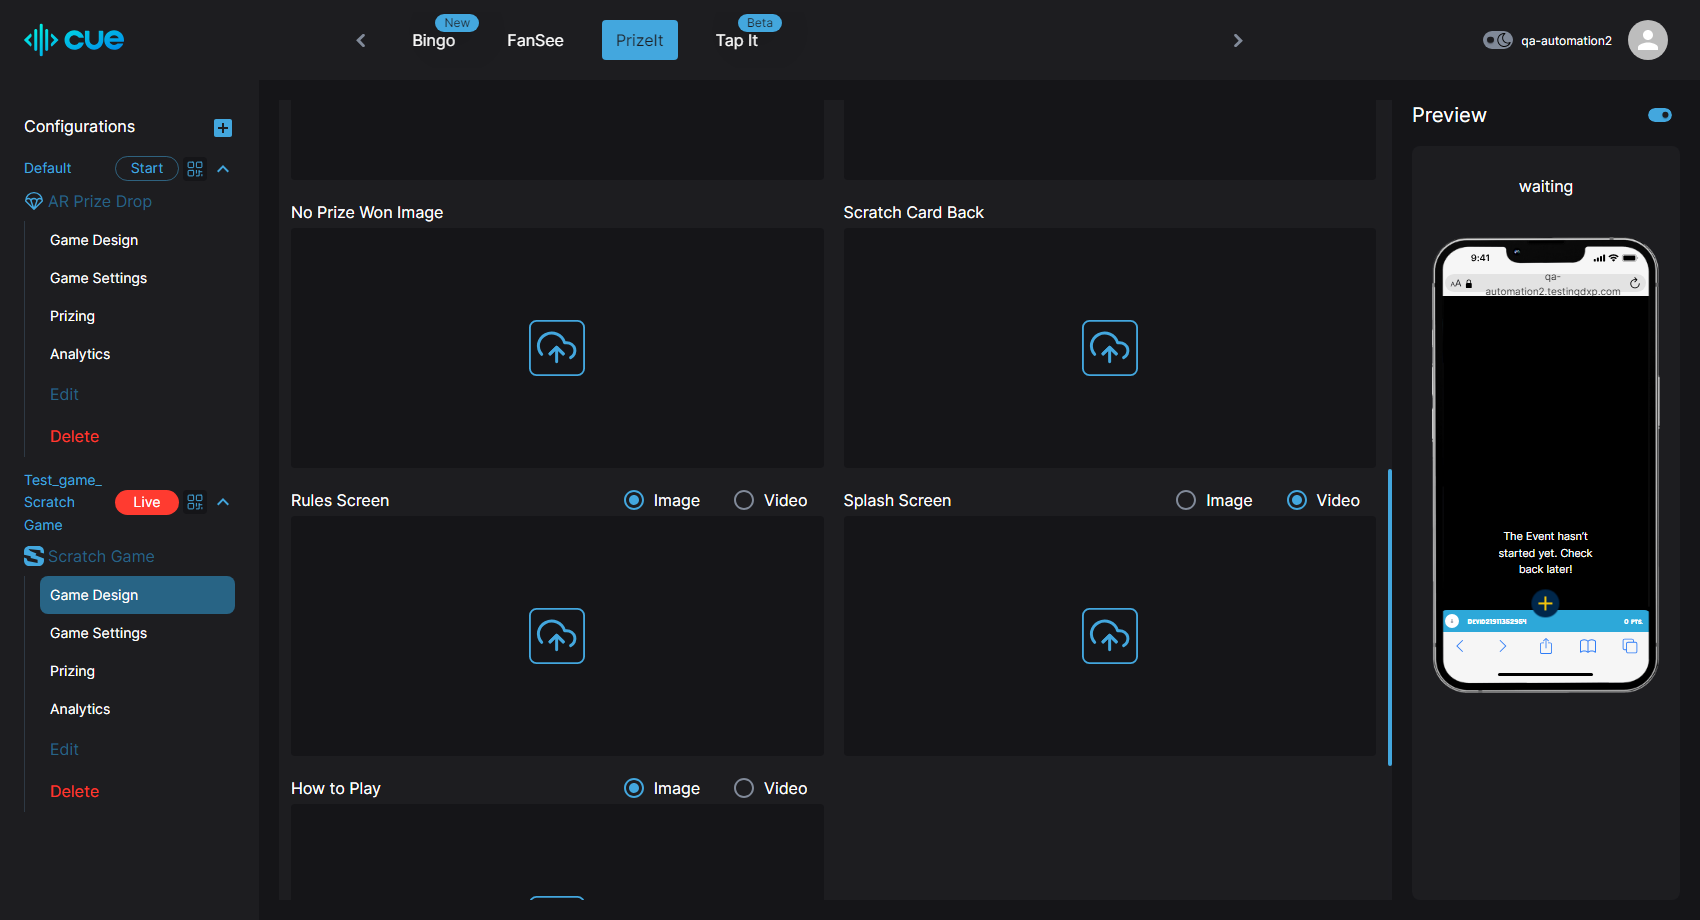 cue
New
Bingo
FanSee
PrizeIt
Beta
Tap It
qa-automation2
Configurations
Default
Start
AR Prize Drop
Game Design
Game Settings
Prizing
Analytics
Edit
Delete
Test_game_
Scratch
Game
Live
Scratch Game
Game Design
Game Settings
Prizing
Analytics
Edit
Delete
No Prize Won Image
Scratch Card Back
Rules Screen
Image
Video
Splash Screen
Image
Video
How to Play
Image
Video
Preview
waiting
9:41
AA
qa-
automation2.testingdxp.com
The Event hasn't
started yet. Check
back later!
0 PTS.